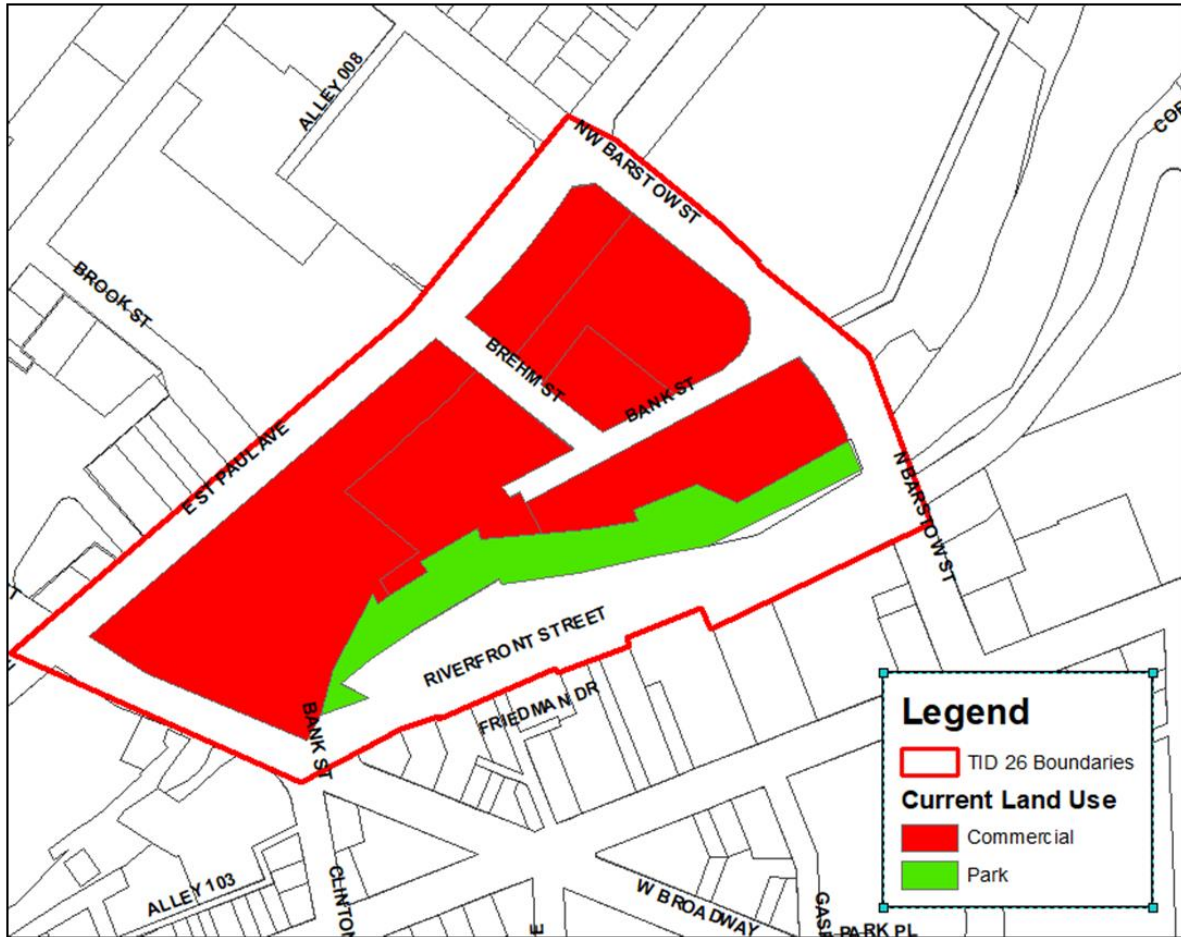 ALLEY 008
NW BARSTOW ST
BROOK ST
BREHM ST
BANK ST
E ST PAUL AVE
N BARSTOW ST
RIVERFRONT STREET
FRIEDMAN DR
BANK ST
ALLEY 103
CLINTON
W BROADWAY
PARK PL
Legend
TID 26 Boundaries
Current Land Use
Commercial
Park